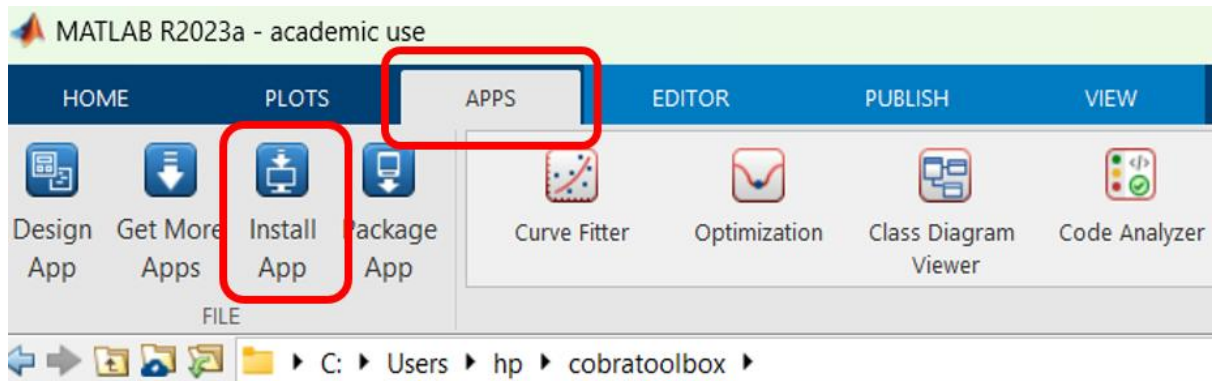 MATLAB R2023a - academic use
HOME PLOTS APPS EDITOR PUBLISH VIEW
Design Get More Install Package Curve Fitter Optimization Class Diagram Code Analyzer
App Apps App App Viewer
FILE
C: Users hp cobratoolbox